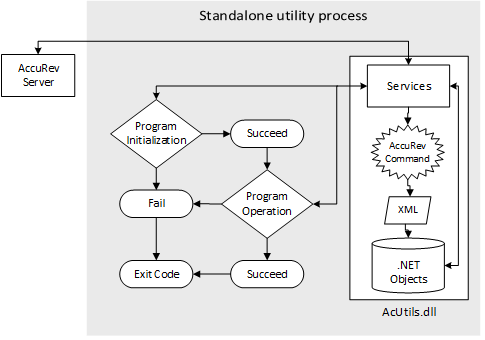 Standalone utility process
AccuRev
Server
Services
Program
Initialization
Succeed
AccuRev
Command
Fail
Program
Operation
XML
Exit Code
Succeed
.NET
Objects
AcUtils.dll